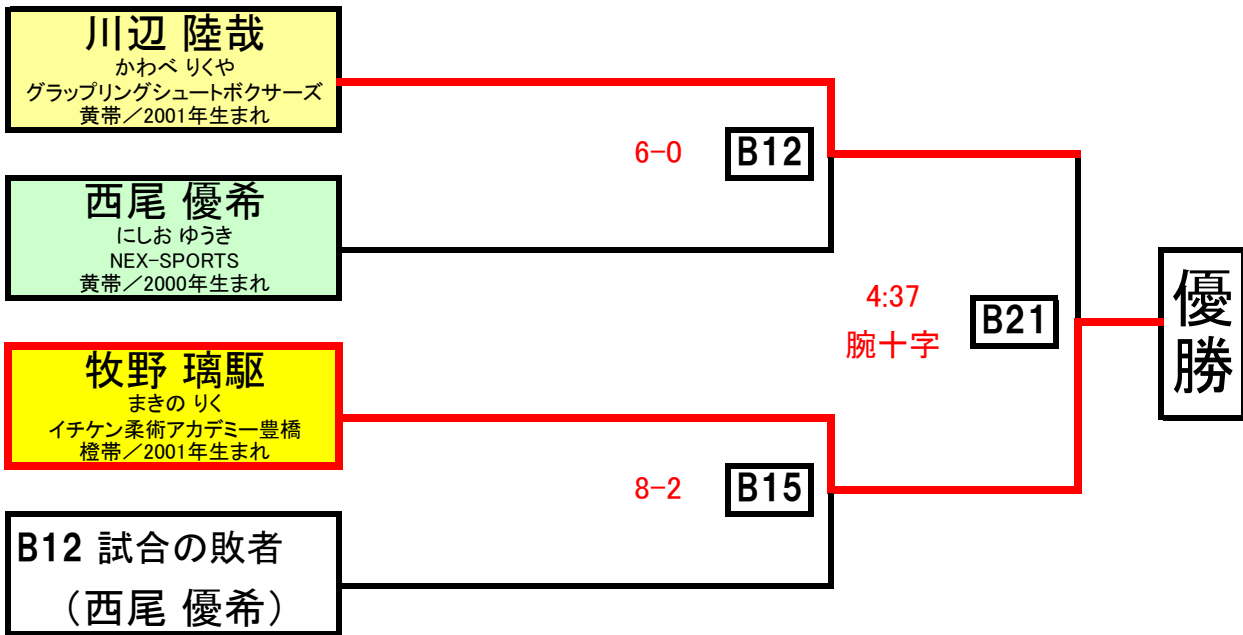 川辺 陸哉
かわべ りくや
グラップリングシュートボクサーズ
黄帯／2001年生まれ
6-0
B12
西尾 優希
にしお ゆうき
NEX-SPORTS
黄帯／2000年生まれ
4:37
腕十字
B21
優勝
牧野 璃駆
まきの りく
イチケン柔術アカデミー豊橋
橙帯／2001年生まれ
8-2
B15
B12 試合の敗者
（西尾 優希）